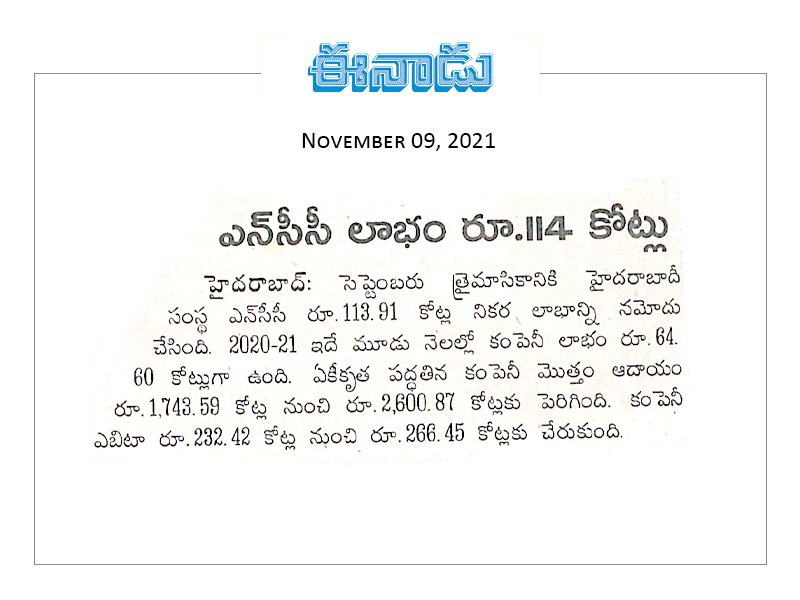 ఈనాడు
November 09, 2021
ఎన్‌సీసీ లాభం రూ.114 కోట్లు
హైదరాబాద్: సెప్టెంబరు త్రైమాసికానికి హైదరాబాదీ
సంస్థ ఎన్‌సీసీ రూ.113.91 కోట్ల నికర లాభాన్ని నమోదు
చేసింది. 2020-21 ఇదే మూడు నెలల్లో కంపెనీ లాభం రూ.64.
60 కోట్లుగా ఉంది. ఏకీకృత పద్ధతిన కంపెనీ మొత్తం ఆదాయం
రూ.1,743.59 కోట్ల నుంచి రూ.2,600.87 కోట్లకు పెరిగింది. కంపెనీ
ఎబిటా రూ.232.42 కోట్ల నుంచి రూ.266.45 కోట్లకు చేరుకుంది.